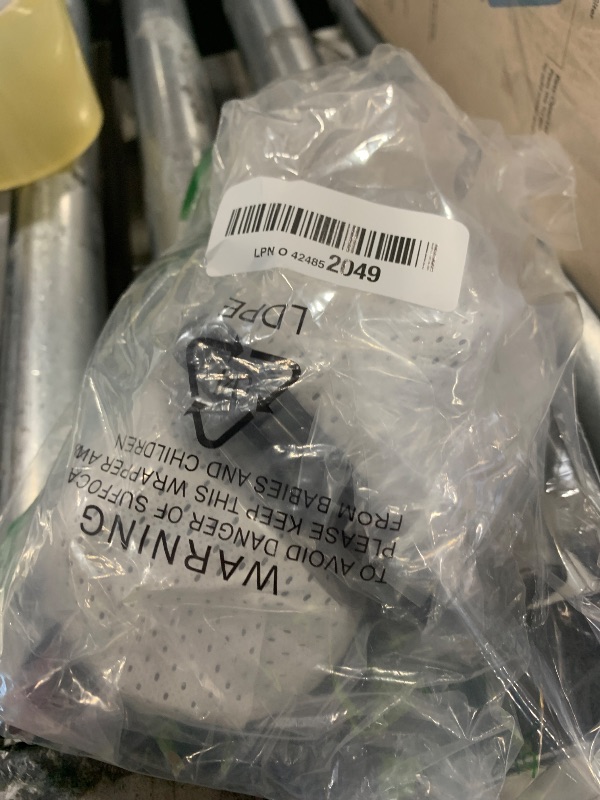 LPN O 424852049
LDPE
WARNING
TO AVOID DANGER OF SUFFOCA
PLEASE KEEP THIS WRAPPER AW
FROM BABIES AND CHILDREN